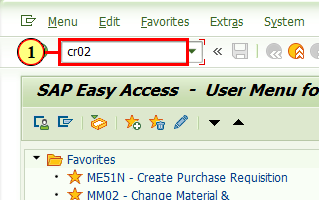 Menu Edit Favorites Extras System
1 cr02
SAP Easy Access - User Menu fo
Favorites
ME51N - Create Purchase Requisition
MM02 - Change Material &